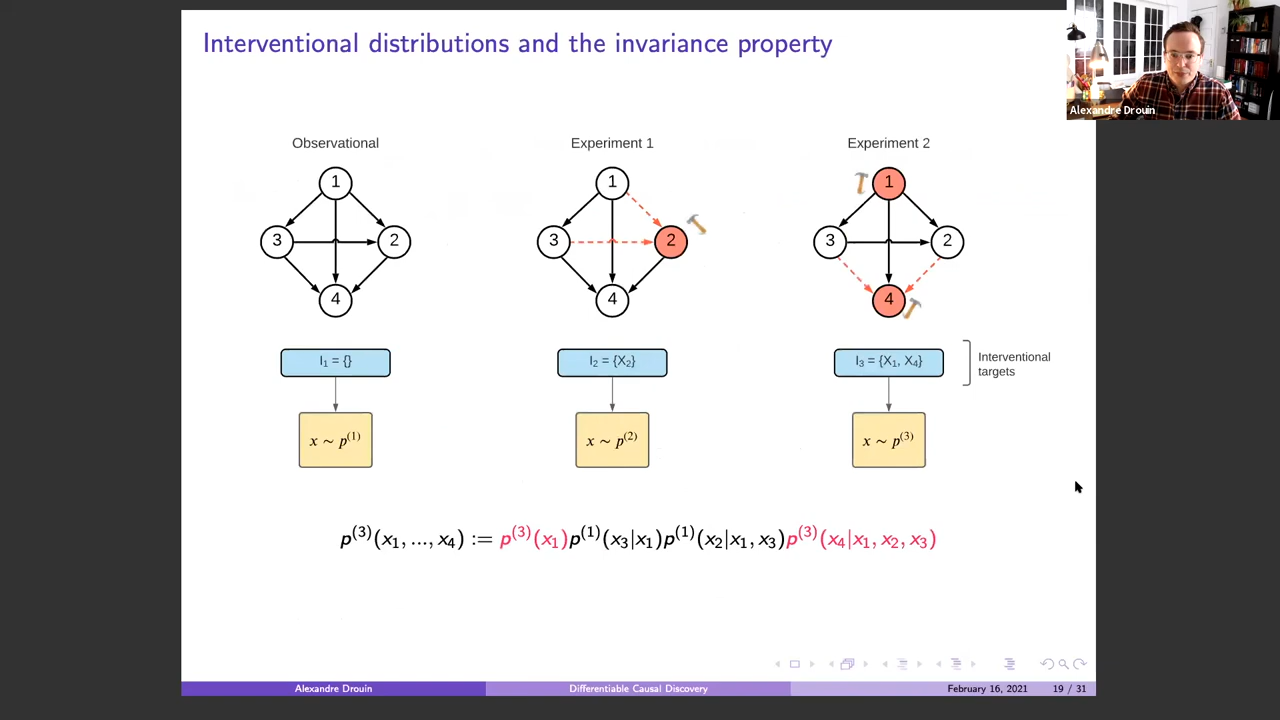 Interventional distributions and the invariance property
Alexandre Drouin
Observational
Experiment 1
Experiment 2
1
3
2
4
1
3
2
4
1
3
2
4
I₁ = {}
I₂ = {X₂}
I₃ = {X₁, X₄}
Interventional
targets
x ∼ p⁽¹⁾
x ∼ p⁽²⁾
x ∼ p⁽³⁾
p⁽³⁾(x₁, ..., x₄) := p⁽³⁾(x₁)p⁽¹⁾(x₃|x₁)p⁽¹⁾(x₂|x₁, x₃)p⁽³⁾(x₄|x₁, x₂, x₃)
Alexandre Drouin
Differentiable Causal Discovery
February 16, 2021
19 / 31